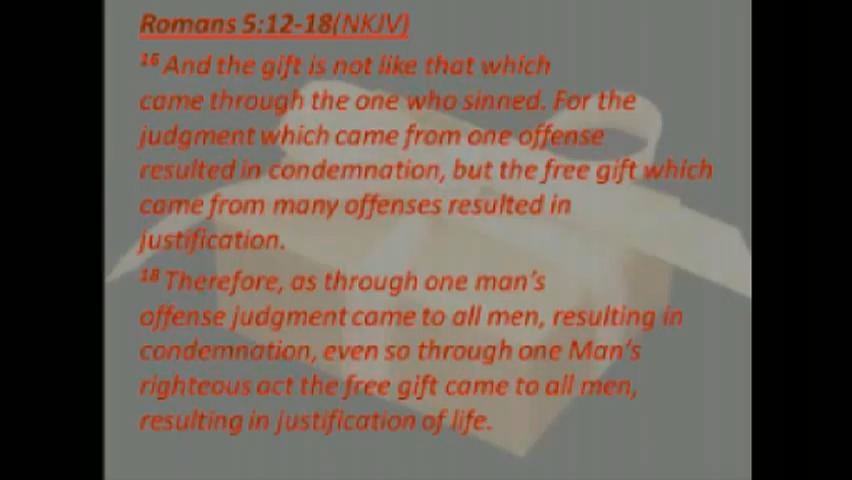 Romans 5:12-18(NKJV)
16 And the gift is not like that which
came through the one who sinned. For the
judgment which came from one offense
resulted in condemnation, but the free gift which
came from many offenses resulted in
justification.
18 Therefore, as through one man's
offense judgment came to all men, resulting in
condemnation, even so through one Man's
righteous act the free gift came to all men,
resulting in justification of life.